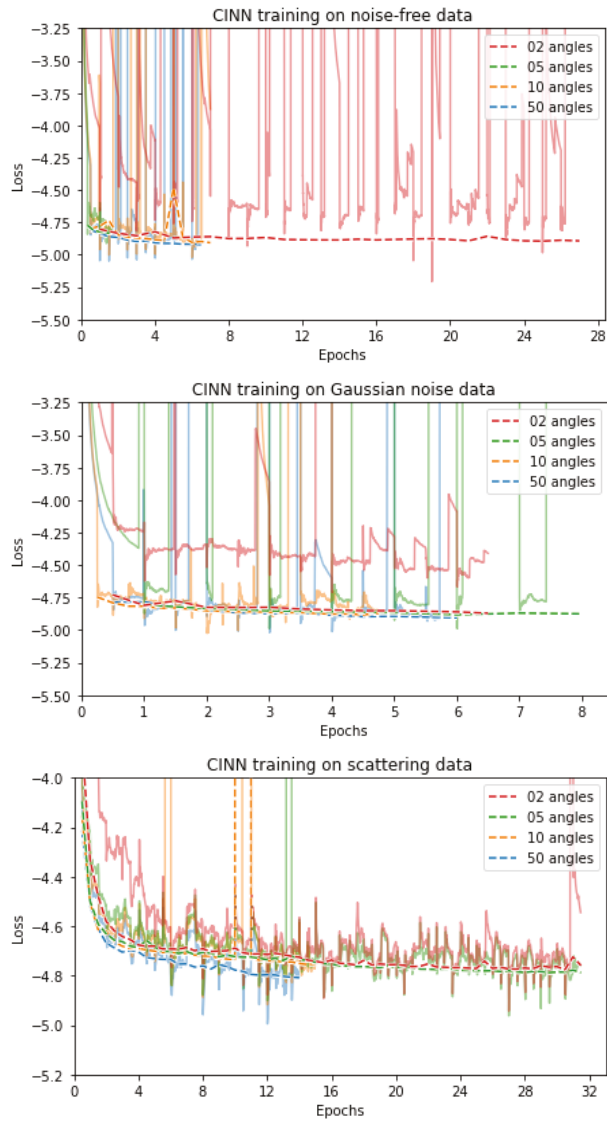 CINN training on noise-free data
−3.25
−3.50
−3.75
−4.00
−4.25
−4.50
−4.75
−5.00
−5.25
−5.50
Loss
02 angles
05 angles
10 angles
50 angles
0 4 8 12 16 20 24 28
Epochs
CINN training on Gaussian noise data
−3.25
−3.50
−3.75
−4.00
−4.25
−4.50
−4.75
−5.00
−5.25
−5.50
Loss
02 angles
05 angles
10 angles
50 angles
0 1 2 3 4 5 6 7 8
Epochs
CINN training on scattering data
−4.0
−4.2
−4.4
−4.6
−4.8
−5.0
−5.2
Loss
02 angles
05 angles
10 angles
50 angles
0 4 8 12 16 20 24 28 32
Epochs